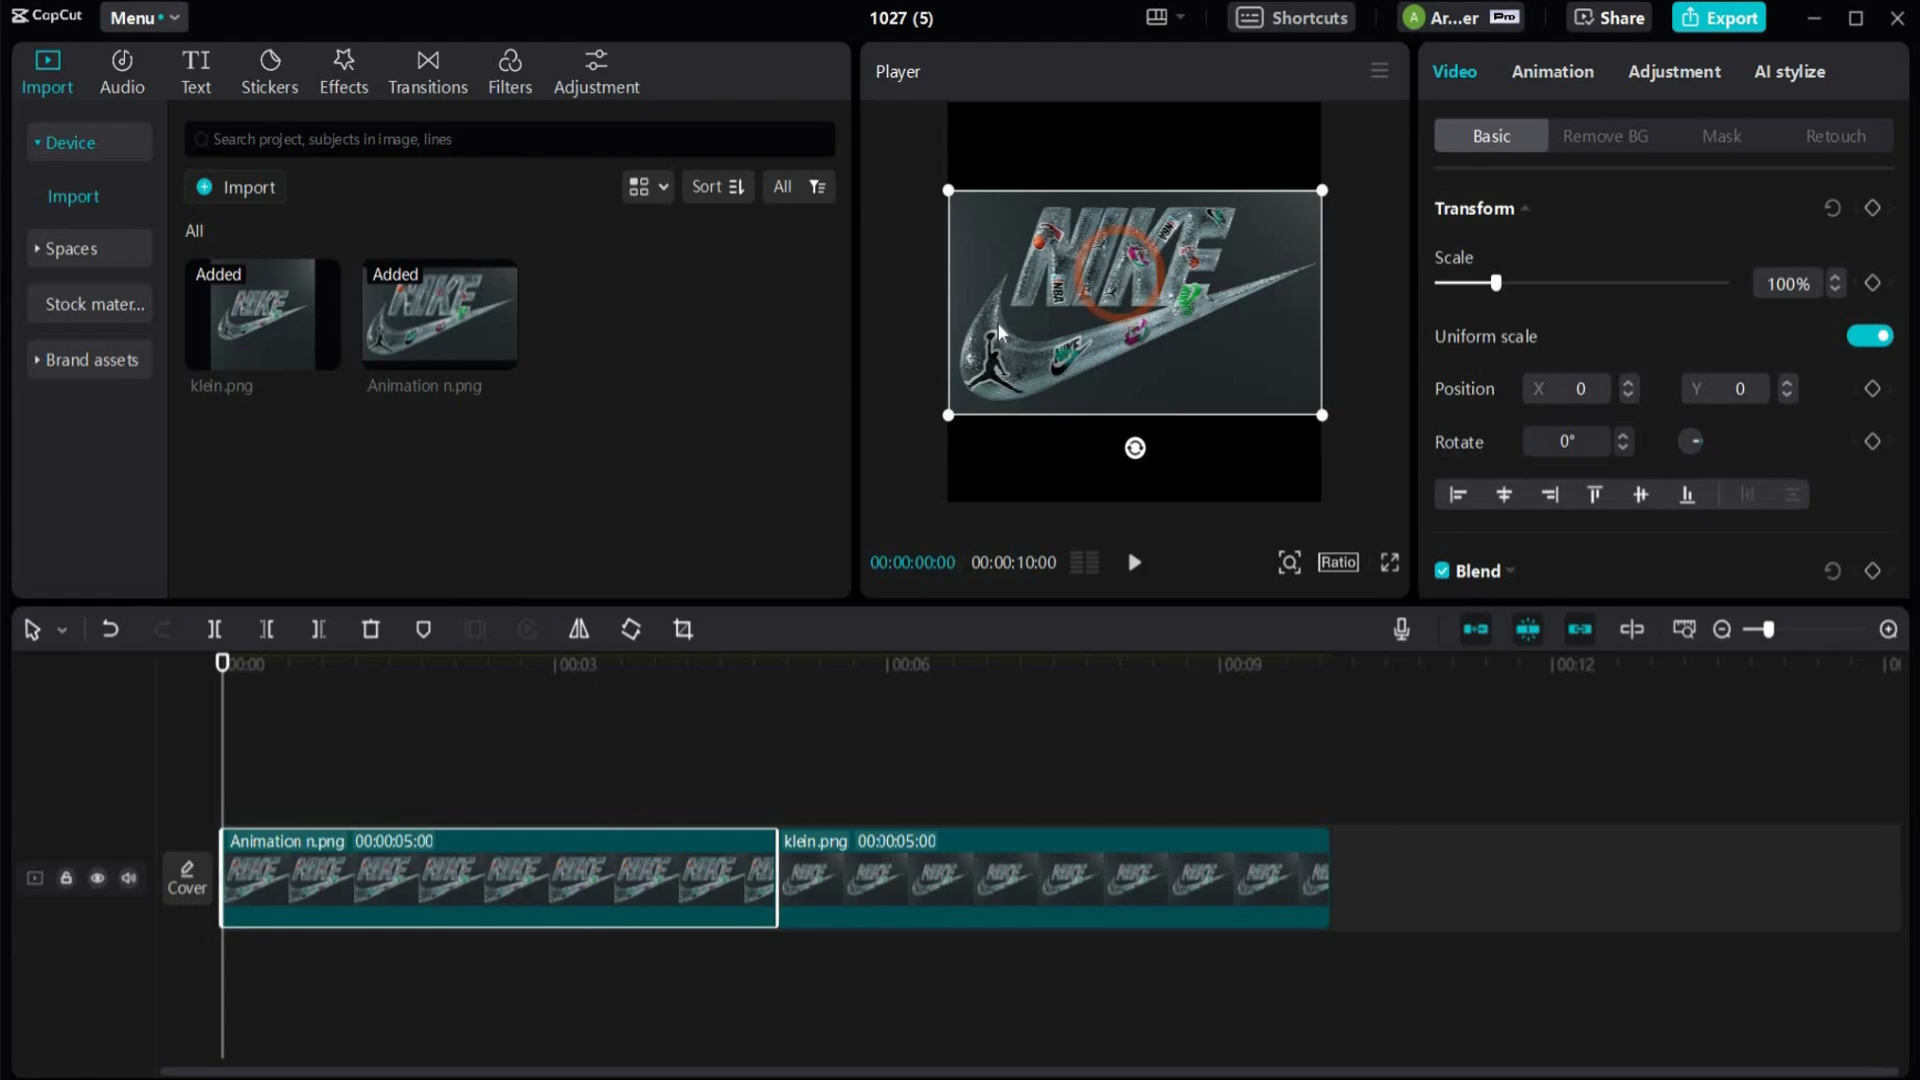 CapCut
Menu
1027 (5)
Shortcuts
A
Ar...er
Pro
Share
Export
Import
Audio
TI
Text
Stickers
Effects
Transitions
Filters
Adjustment
Device
Import
Spaces
Stock mater...
Brand assets
Search project, subjects in image, lines
Import
Sort
All
All
Added
klein.png
Added
Animation n.png
Player
NIKE
NBA
NBA
00:00:00:00
00:00:10:00
Ratio
Video
Animation
Adjustment
AI stylize
Basic
Remove BG
Mask
Retouch
Transform
Scale
100%
Uniform scale
Position
X 0
Y 0
Rotate
0°
Blend
00:00
00:03
00:06
00:09
00:12
Cover
Animation n.png 00:00:05:00
klein.png 00:00:05:00